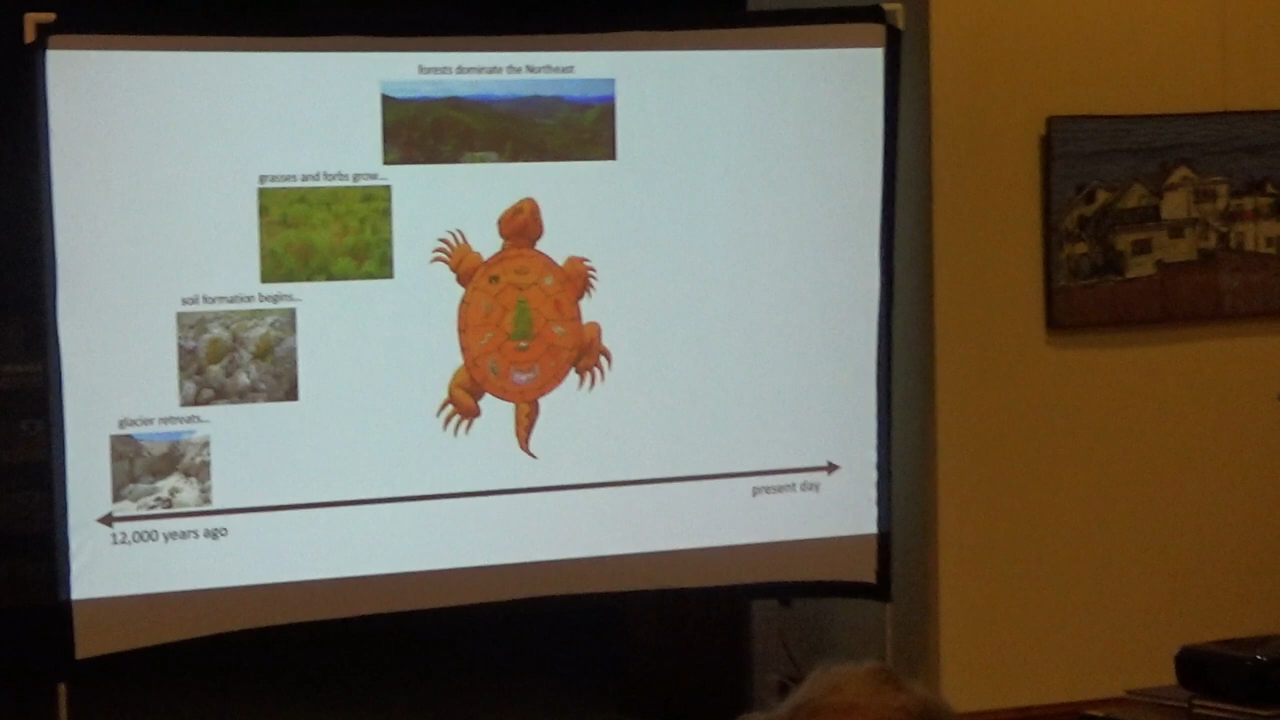 forests dominate the Northeast
grasses and forbs grow...
soil formation begins...
glacier retreats...
12,000 years ago
present day